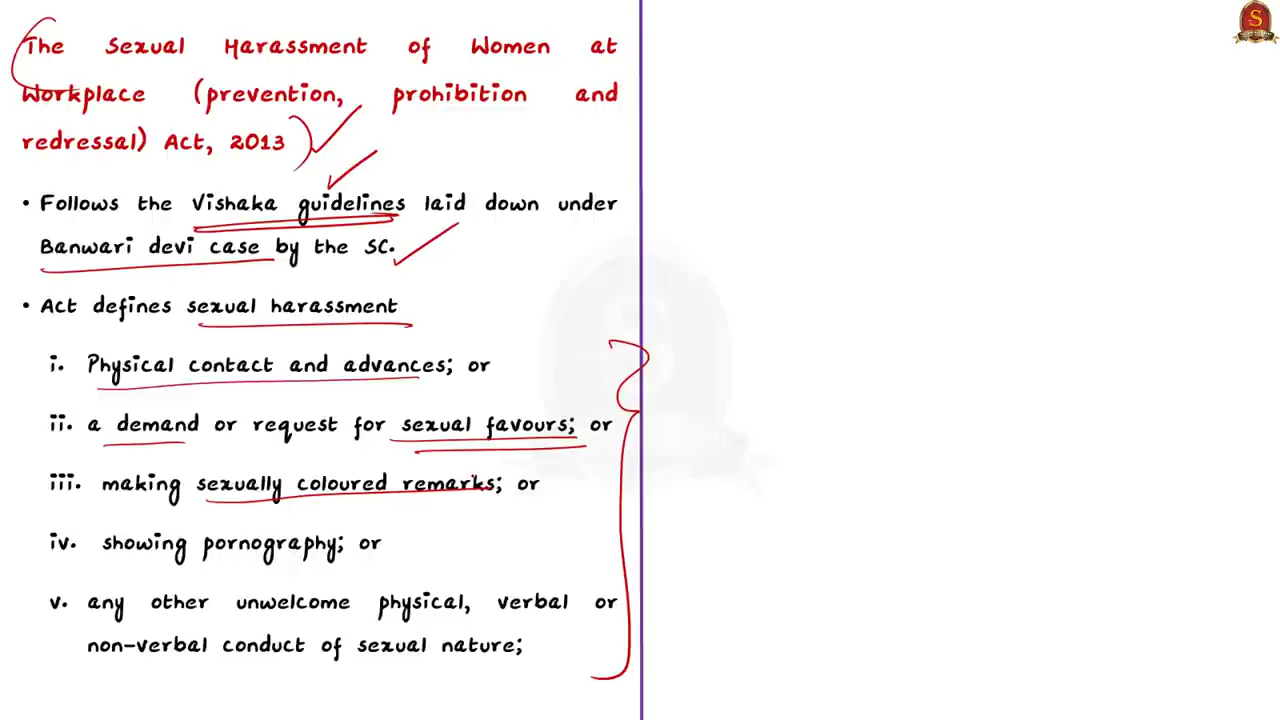 The Sexual Harassment of Women at
Workplace (prevention, prohibition and
redressal) Act, 2013
• Follows the Vishaka guidelines laid down under
Banwari devi case by the SC.
• Act defines sexual harassment
i. Physical contact and advances; or
ii. a demand or request for sexual favours; or
iii. making sexually coloured remarks; or
iv. showing pornography; or
v. any other unwelcome physical, verbal or
non-verbal conduct of sexual nature;
S